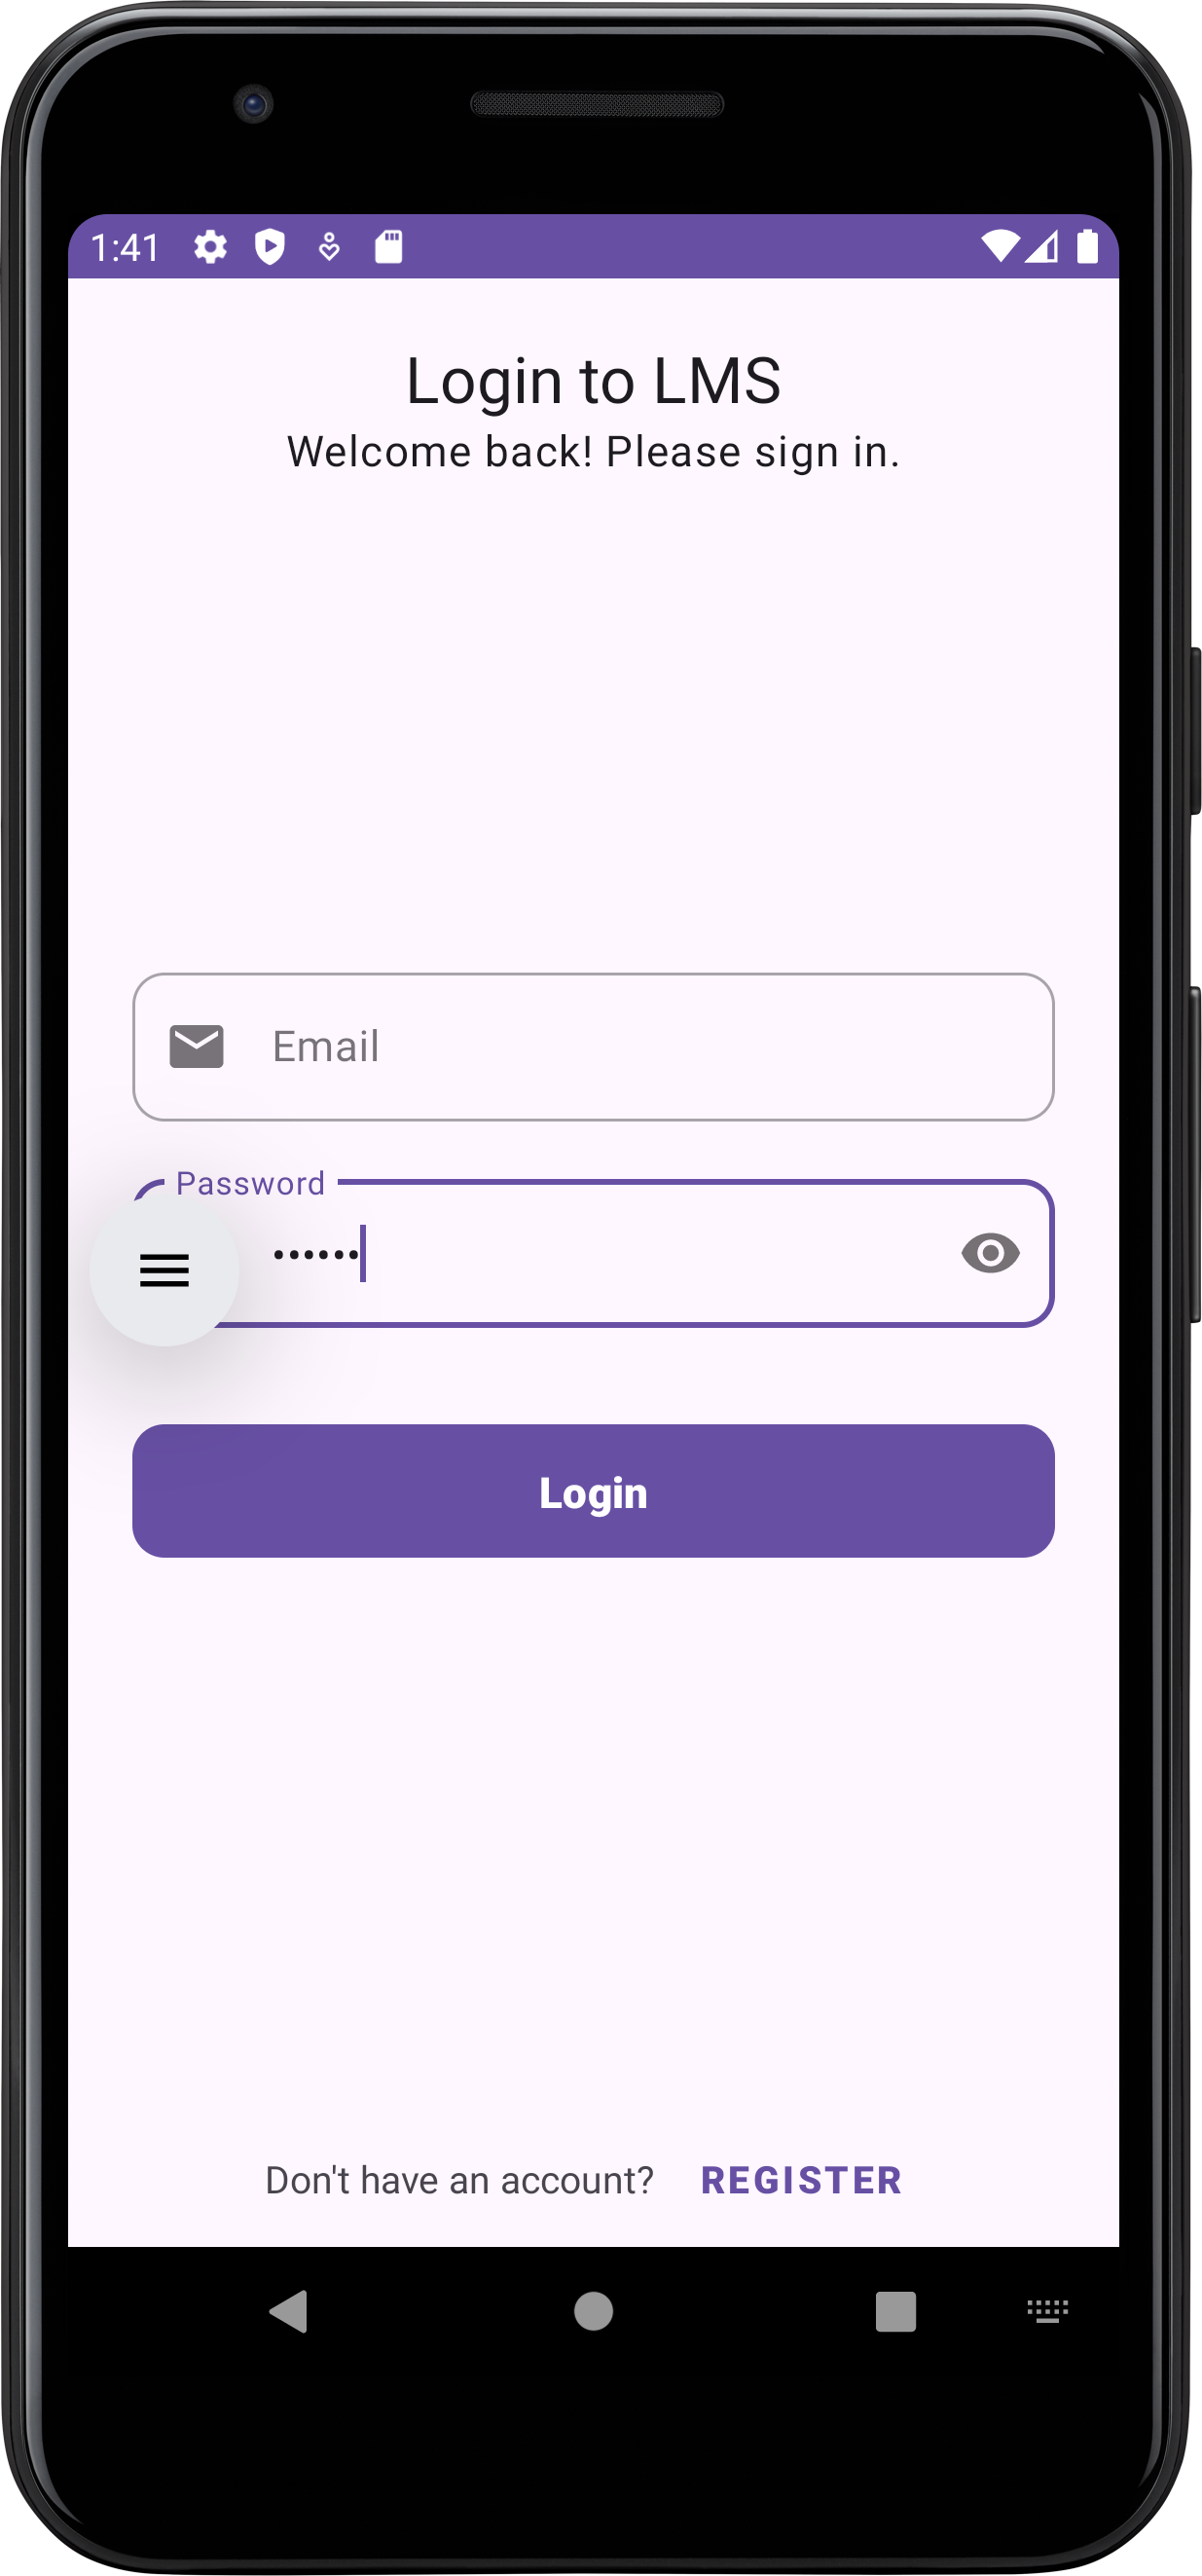 1:41
Login to LMS
Welcome back! Please sign in.
Email
Password
••••••
Login
Don't have an account? REGISTER